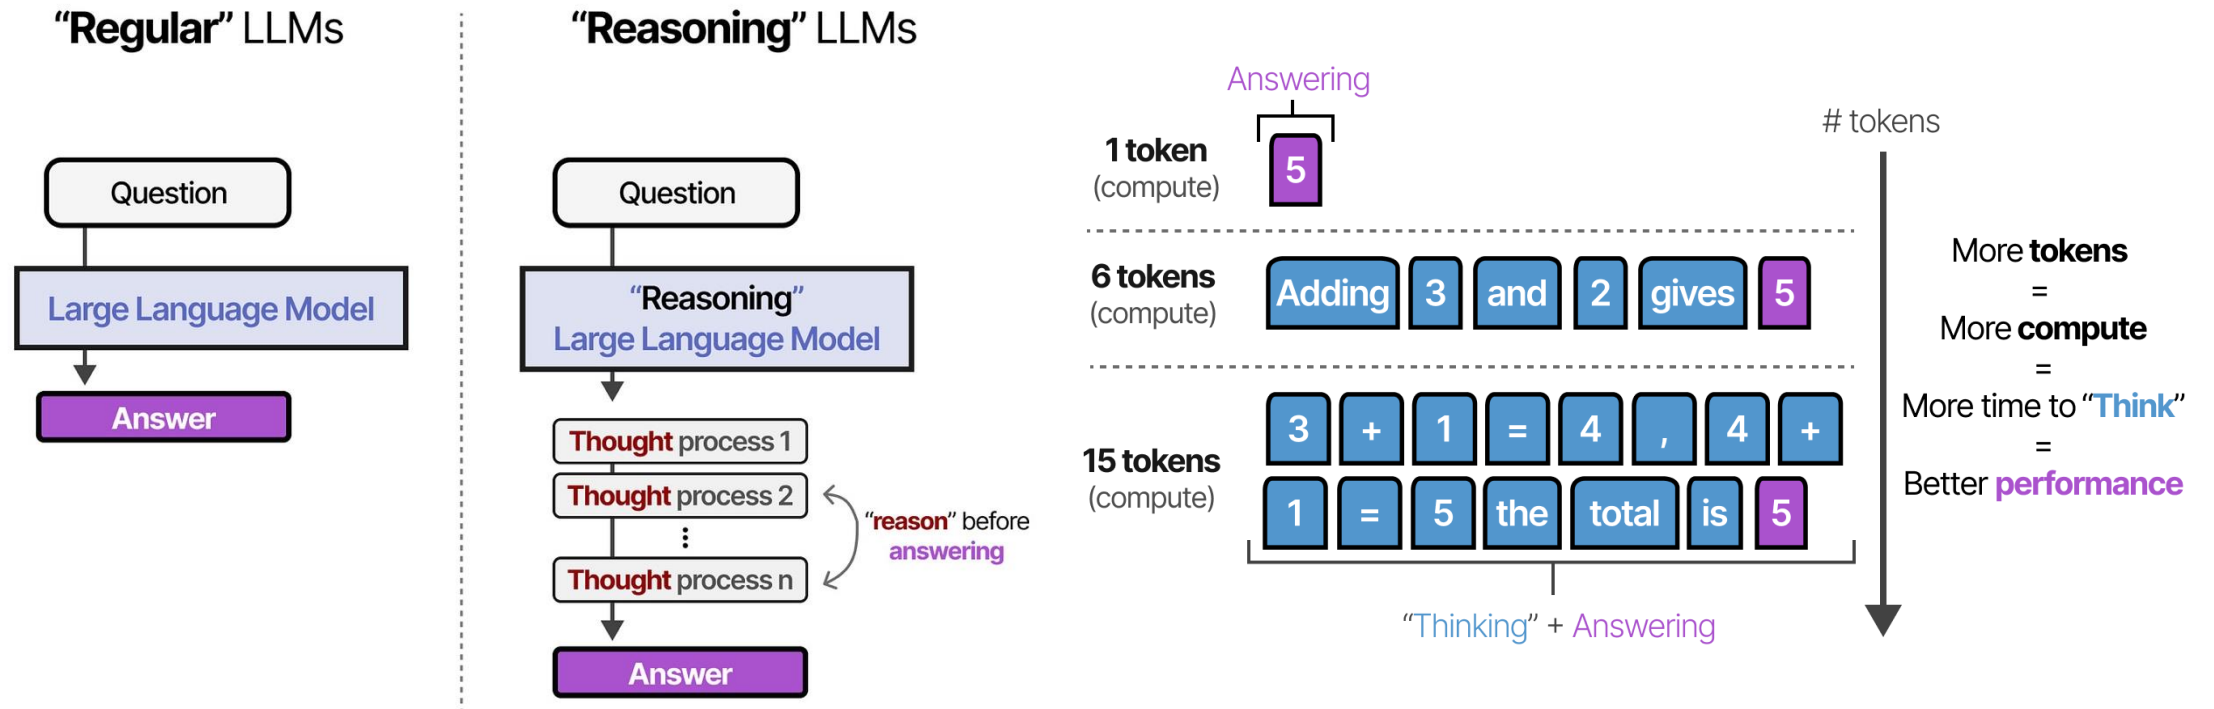 “Regular” LLMs
Question
Large Language Model
Answer
“Reasoning” LLMs
Question
“Reasoning”
Large Language Model
Thought process 1
Thought process 2
⋮
Thought process n
“reason” before
answering
Answer
Answering
1 token
(compute)
5
6 tokens
(compute)
Adding 3 and 2 gives 5
15 tokens
(compute)
3 + 1 = 4 , 4 +
1 = 5 the total is 5
“Thinking” + Answering
# tokens
More tokens
=
More compute
=
More time to “Think”
=
Better performance